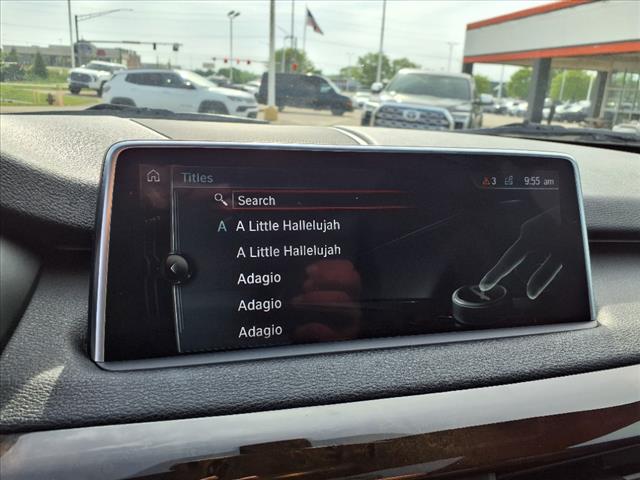 Titles
3 9:55 am
Search
A A Little Hallelujah
A Little Hallelujah
Adagio
Adagio
Adagio